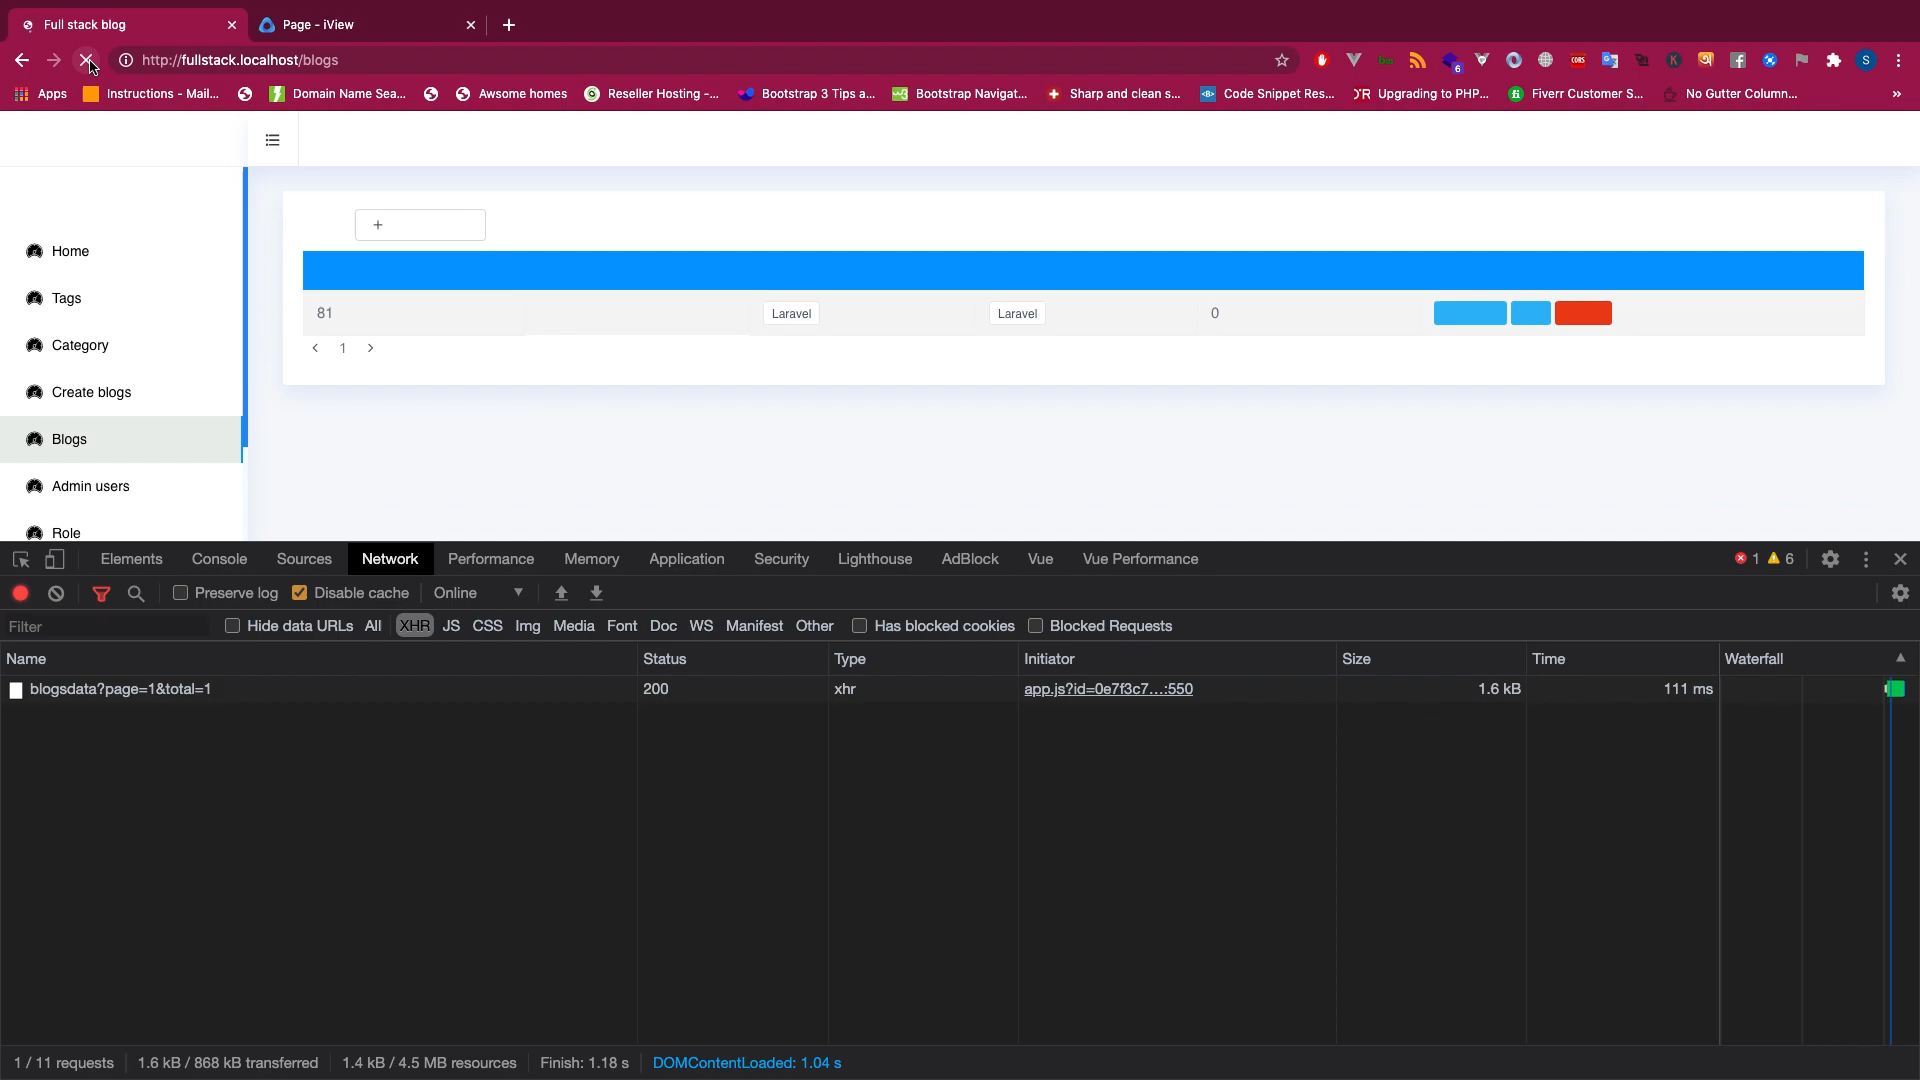 Full stack blog
Page - iView
http://fullstack.localhost/blogs
6
S
Apps
Instructions - Mail...
Domain Name Sea...
Awsome homes
Reseller Hosting -...
Bootstrap 3 Tips a...
Bootstrap Navigat...
Sharp and clean s...
Code Snippet Res...
Upgrading to PHP...
Fiverr Customer S...
No Gutter Column...
»
Home
Tags
Category
Create blogs
Blogs
Admin users
Role
+
81 Laravel Laravel 0
1
Elements Console Sources Network Performance Memory Application Security Lighthouse AdBlock Vue Vue Performance 1 6
Preserve log Disable cache Online
Filter Hide data URLs All XHR JS CSS Img Media Font Doc WS Manifest Other Has blocked cookies Blocked Requests
Name Status Type Initiator Size Time Waterfall
blogsdata?page=1&total=1 200 xhr app.js?id=0e7f3c7...:550 1.6 kB 111 ms
1 / 11 requests 1.6 kB / 868 kB transferred 1.4 kB / 4.5 MB resources Finish: 1.18 s DOMContentLoaded: 1.04 s